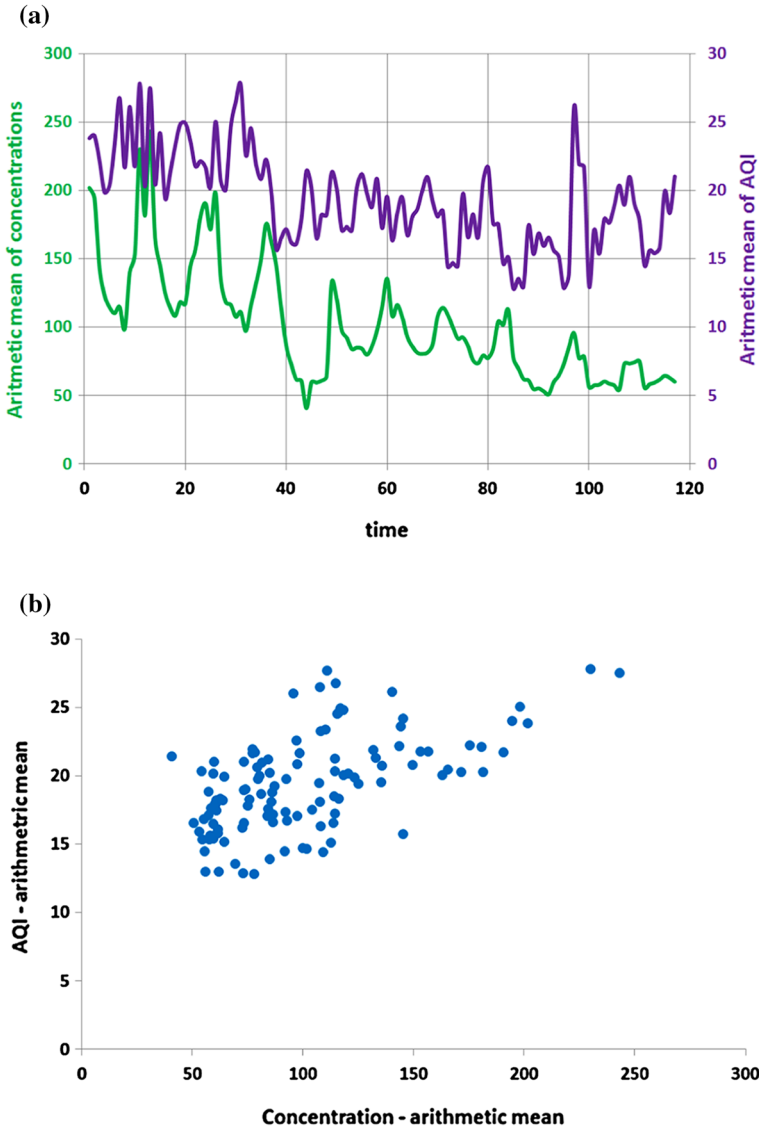 (a)
300 30
250 25
200 20
150 15
100 10
50 5
0 0
Aritmetic mean of concentrations
Aritmetic mean of AQI
0 20 40 60 80 100 120
time
(b)
30
25
20
15
10
5
0
AQI - arithmetric mean
0 50 100 150 200 250 300
Concentration - arithmetic mean